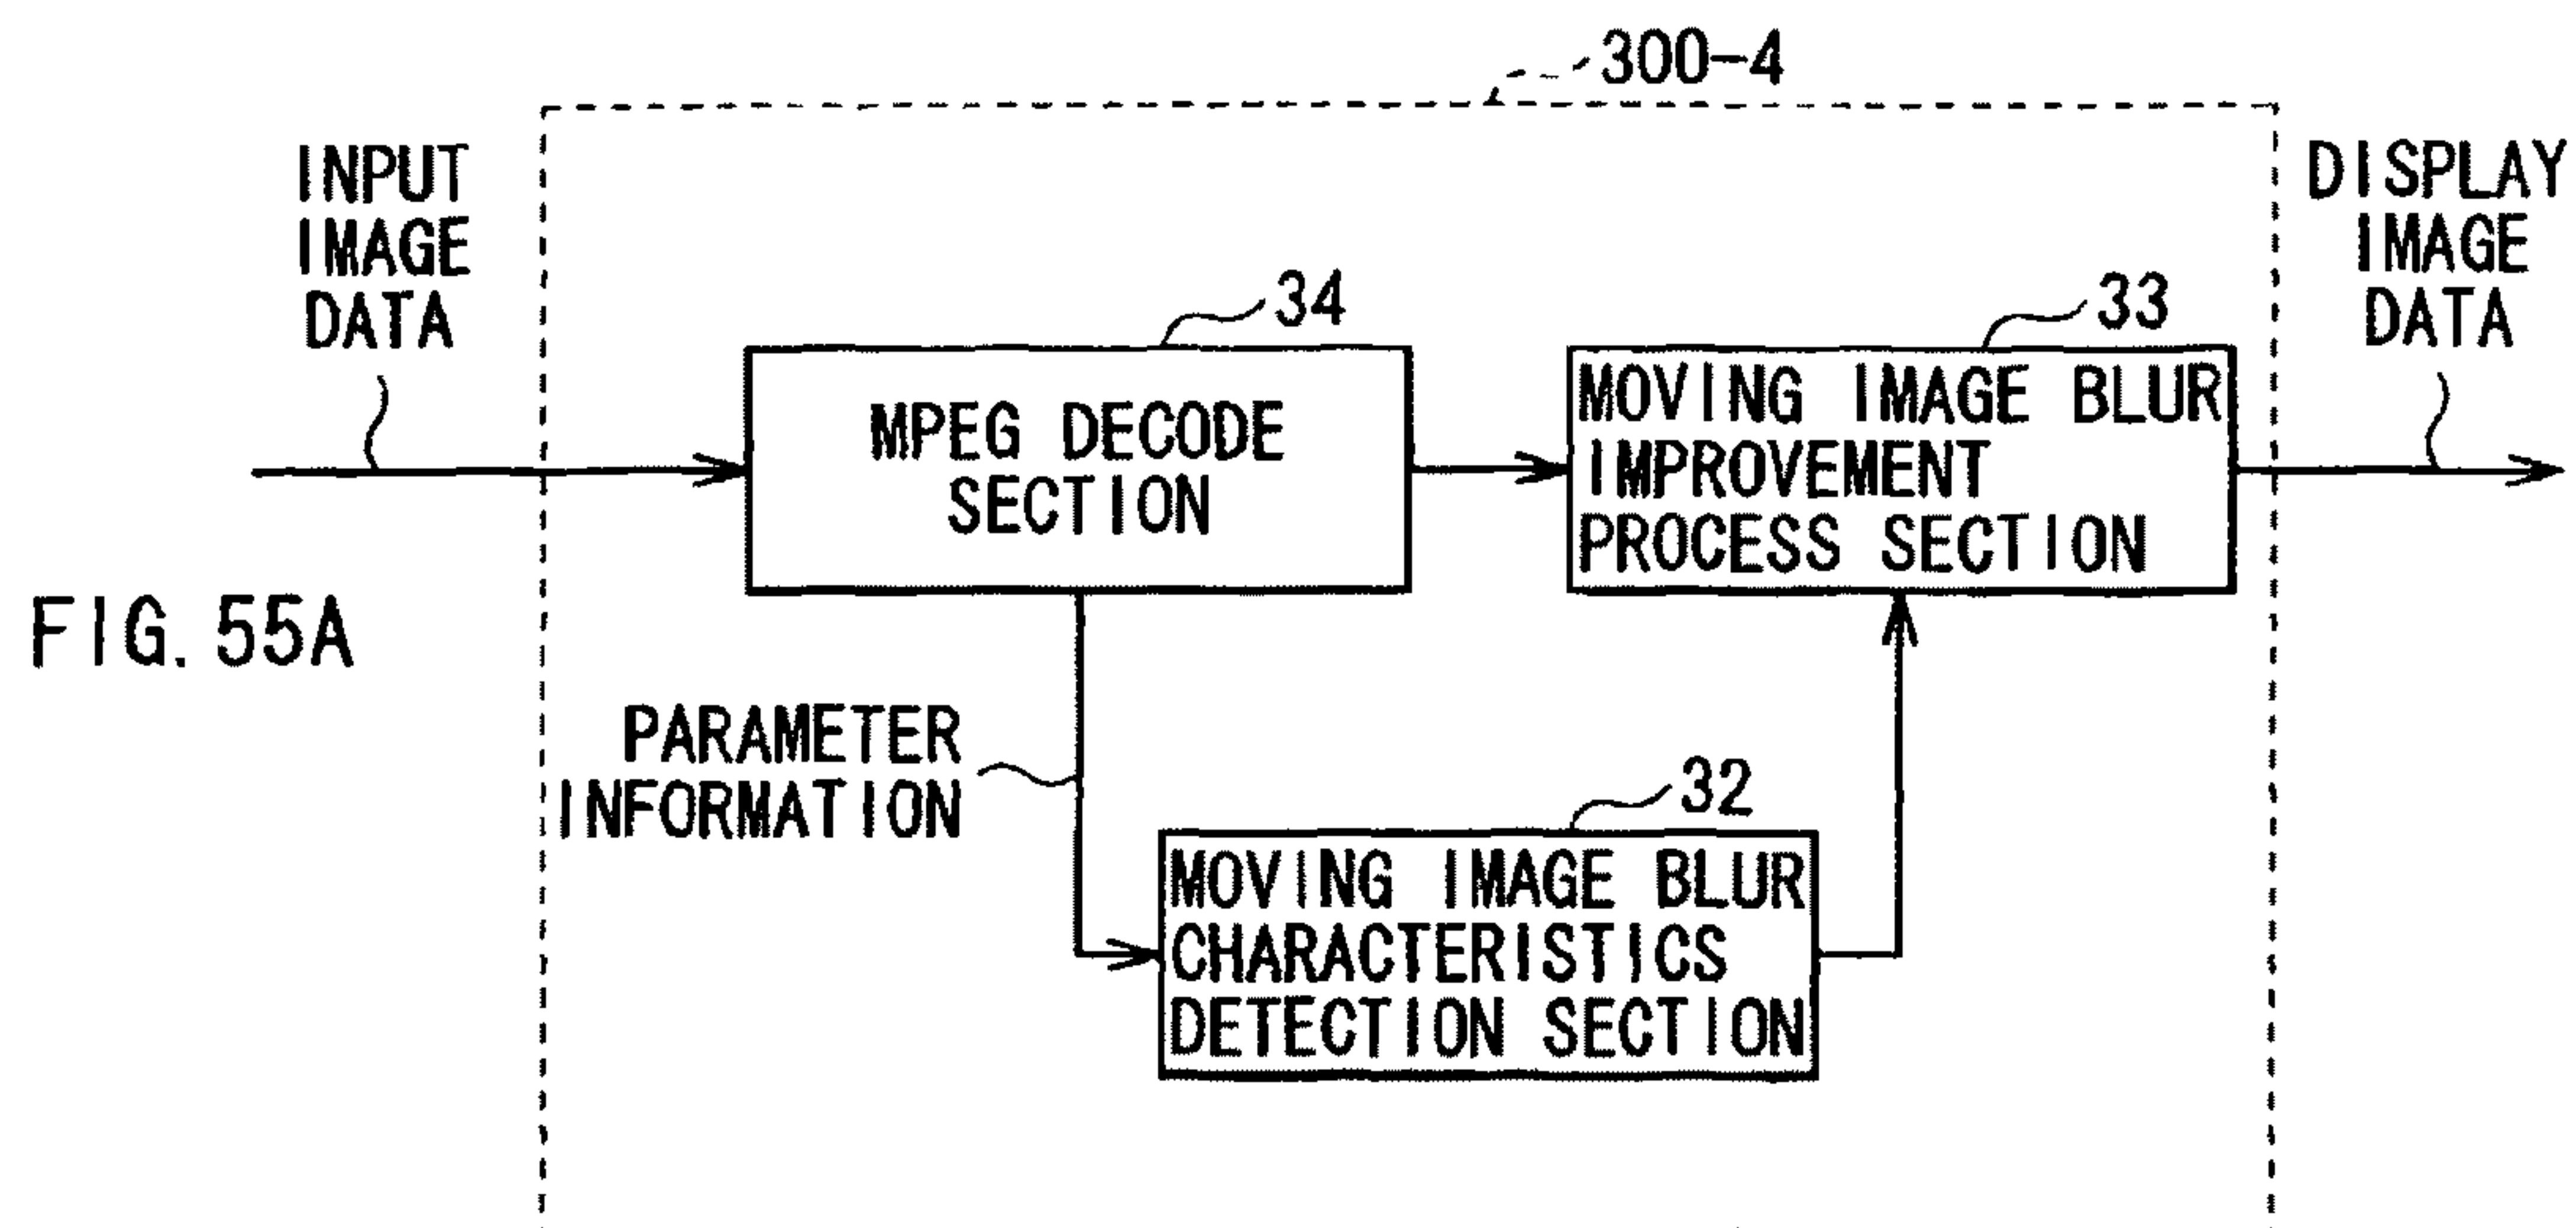 300-4
INPUT
IMAGE
DATA
DISPLAY
IMAGE
DATA
34
33
MPEG DECODE
SECTION
MOVING IMAGE BLUR
IMPROVEMENT
PROCESS SECTION
FIG. 55A
PARAMETER
INFORMATION
32
MOVING IMAGE BLUR
CHARACTERISTICS
DETECTION SECTION